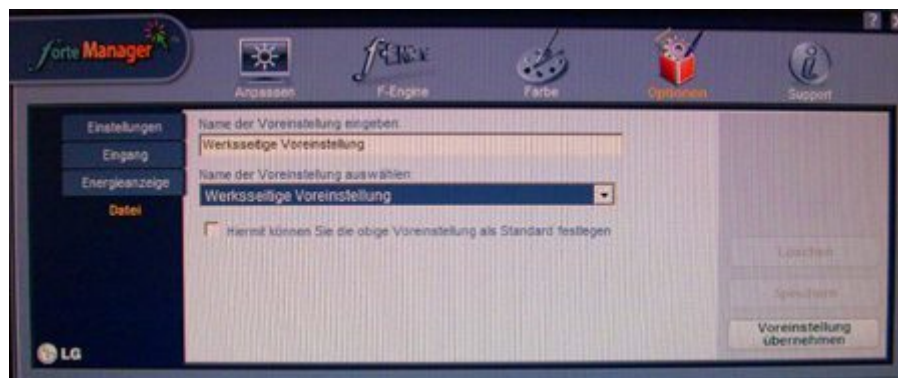 forte Manager
?
Anpassen
F-Engine
Farbe
Optionen
Support
Einstellungen
Eingang
Energieanzeige
Datei
Name der Voreinstellung eingeben:
Werksseitige Voreinstellung
Name der Voreinstellung auswählen:
Werksseitige Voreinstellung
Hiermit können Sie die obige Voreinstellung als Standard festlegen
Löschen
Speichern
Voreinstellung
übernehmen
LG